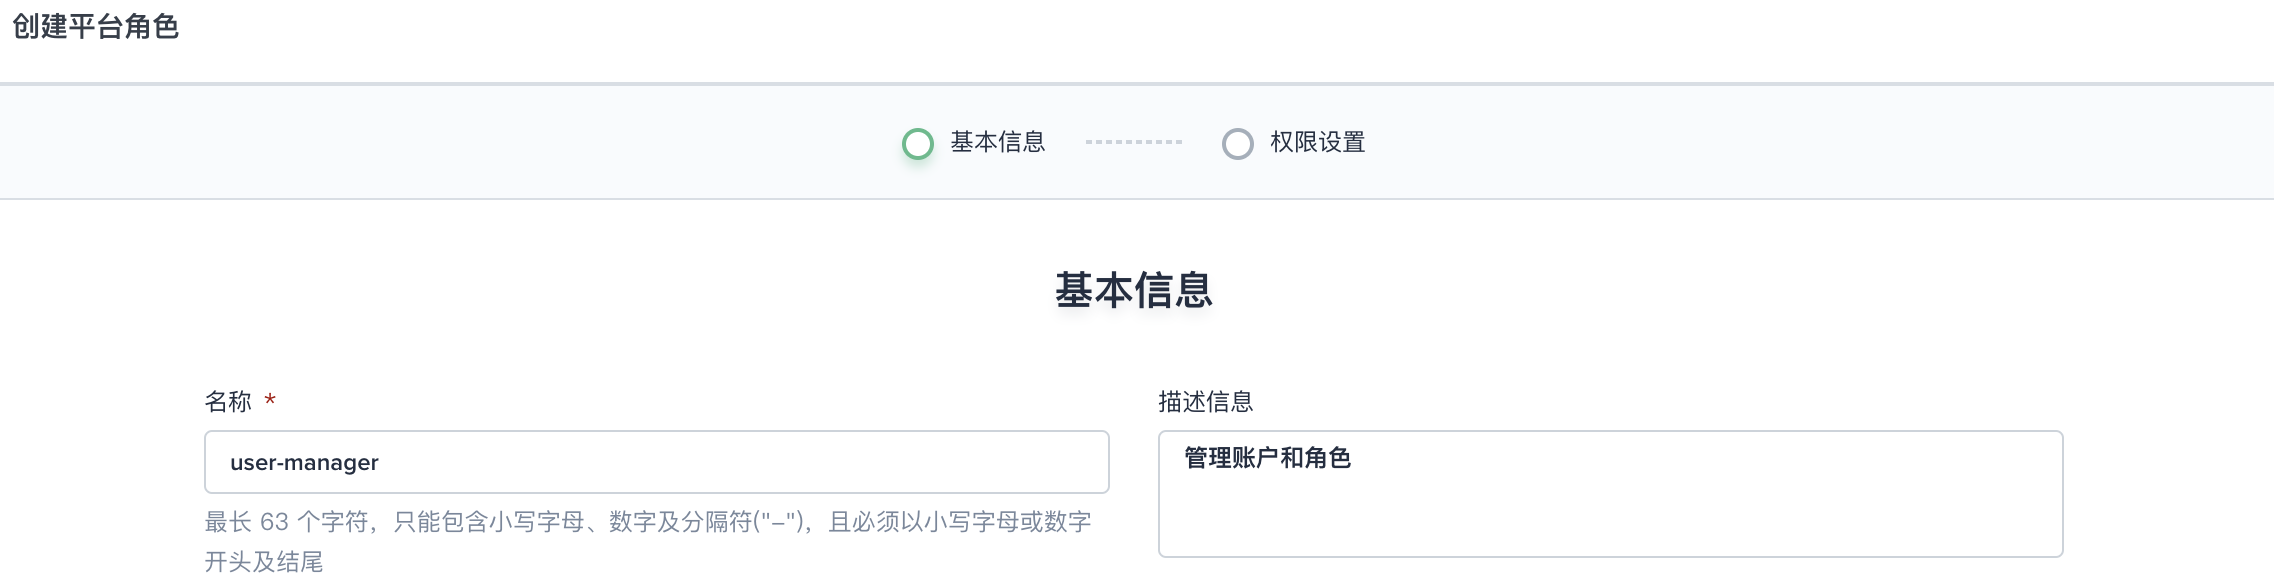 创建平台角色
基本信息
权限设置
基本信息
名称 *
描述信息
user-manager
管理账户和角色
最长 63 个字符，只能包含小写字母、数字及分隔符("-")，且必须以小写字母或数字
开头及结尾